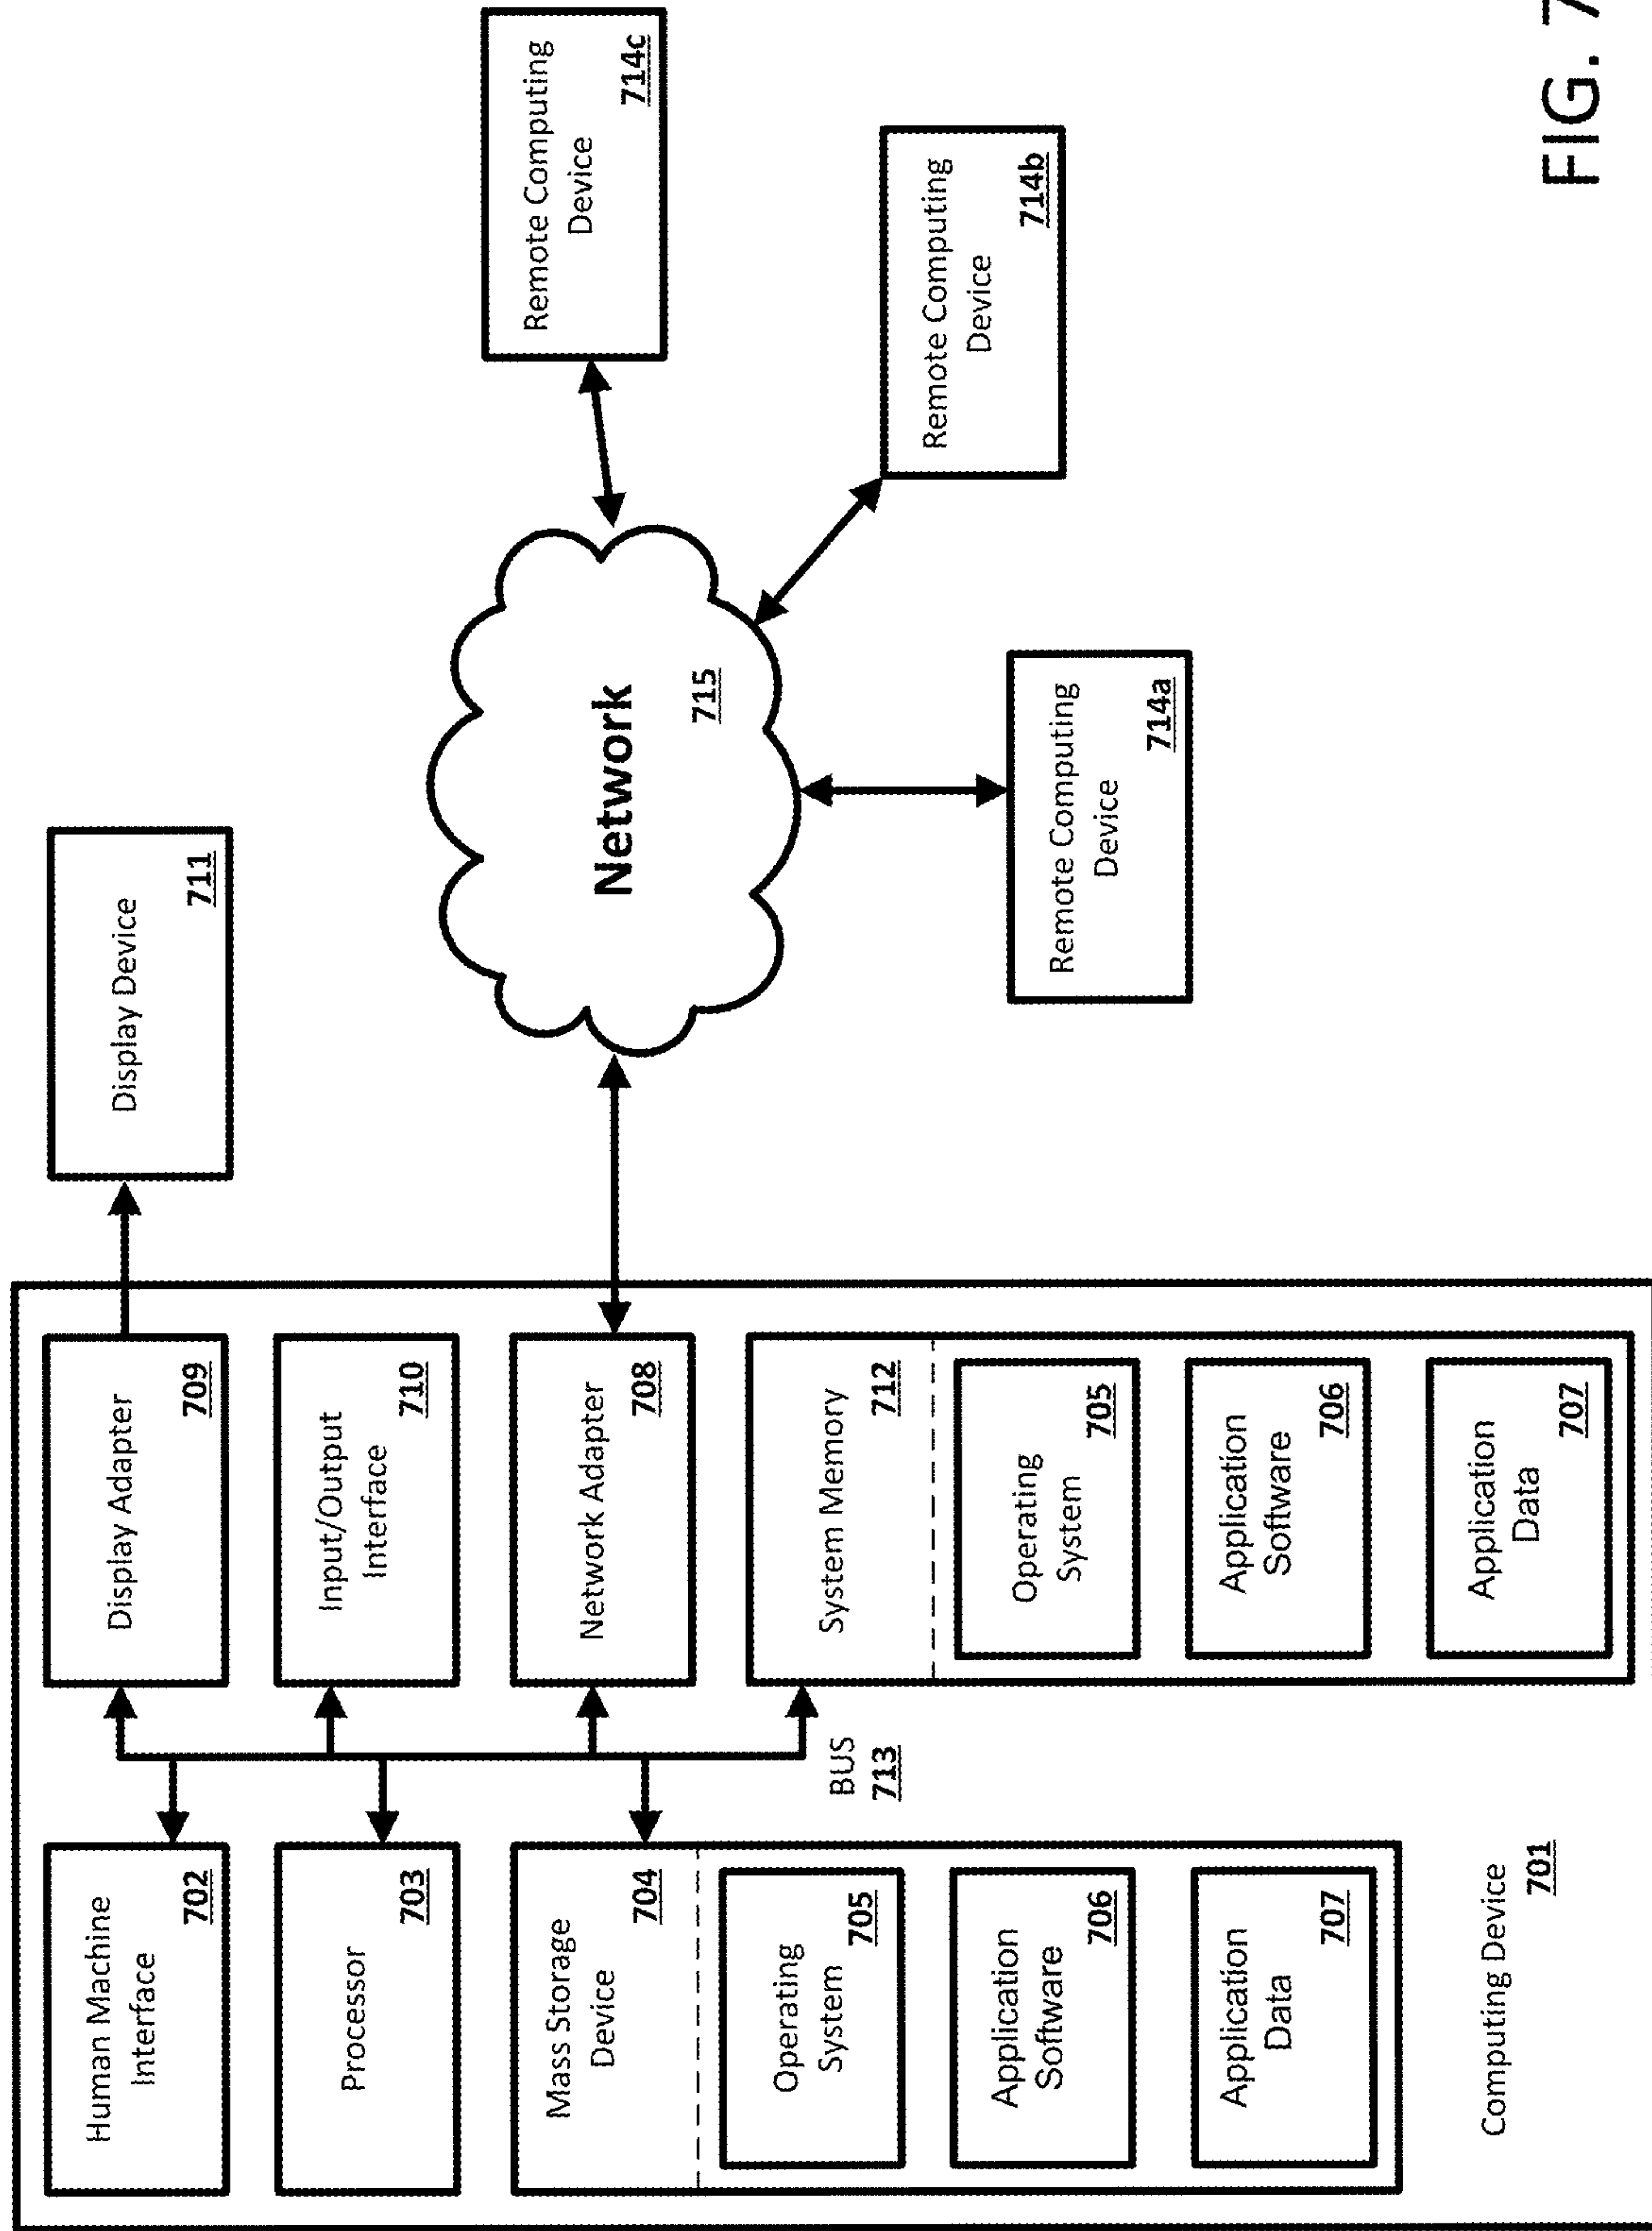 Human Machine
Interface
702
Processor
703
Mass Storage
Device
704
Operating
System
705
Application
Software
706
Application
Data
707
Computing Device
701
BUS
713
Display Adapter
709
Input/Output
Interface
710
Network Adapter
708
System Memory
712
Operating
System
705
Application
Software
706
Application
Data
707
Display Device
711
Network
715
Remote Computing
Device
714a
Remote Computing
Device
714b
Remote Computing
Device
714c
FIG. 7